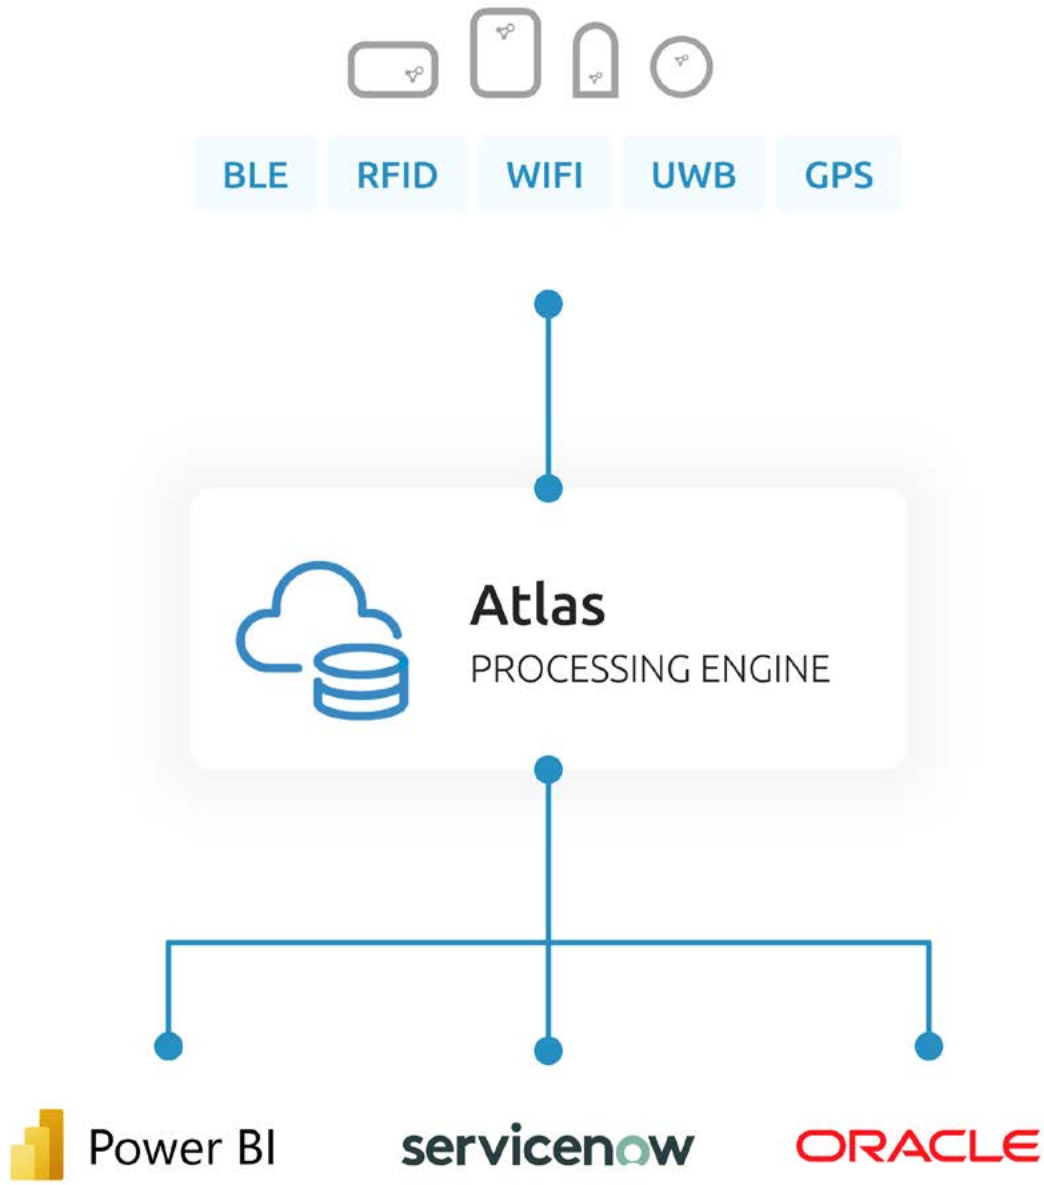 BLE RFID WIFI UWB GPS
Atlas
PROCESSING ENGINE
Power BI servicenow ORACLE